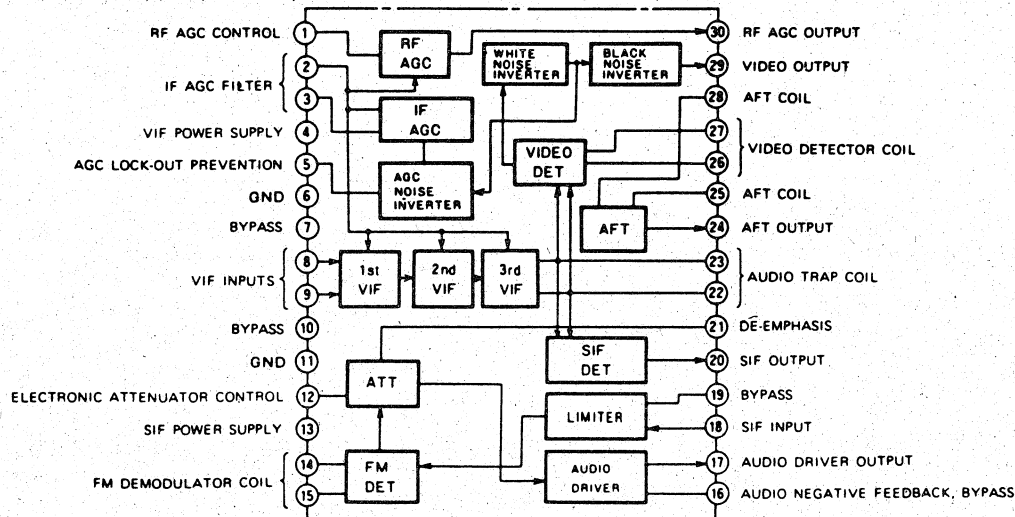 RF AGC CONTROL
1
IF AGC FILTER
2
3
VIF POWER SUPPLY
4
AGC LOCK-OUT PREVENTION
5
GND
6
BYPASS
7
VIF INPUTS
8
9
BYPASS
10
GND
11
ELECTRONIC ATTENUATOR CONTROL
12
SIF POWER SUPPLY
13
FM DEMODULATOR COIL
14
15
RF
AGC
IF
AGC
AGC
NOISE
INVERTER
WHITE
NOISE
INVERTER
BLACK
NOISE
INVERTER
VIDEO
DET
AFT
1st
VIF
2nd
VIF
3rd
VIF
SIF
DET
ATT
LIMITER
FM
DET
AUDIO
DRIVER
30
RF AGC OUTPUT
29
VIDEO OUTPUT
28
AFT COIL
27
26
VIDEO DETECTOR COIL
25
AFT COIL
24
AFT OUTPUT
23
22
AUDIO TRAP COIL
21
DE-EMPHASIS
20
SIF OUTPUT
19
BYPASS
18
SIF INPUT
17
AUDIO DRIVER OUTPUT
16
AUDIO NEGATIVE FEEDBACK, BYPASS